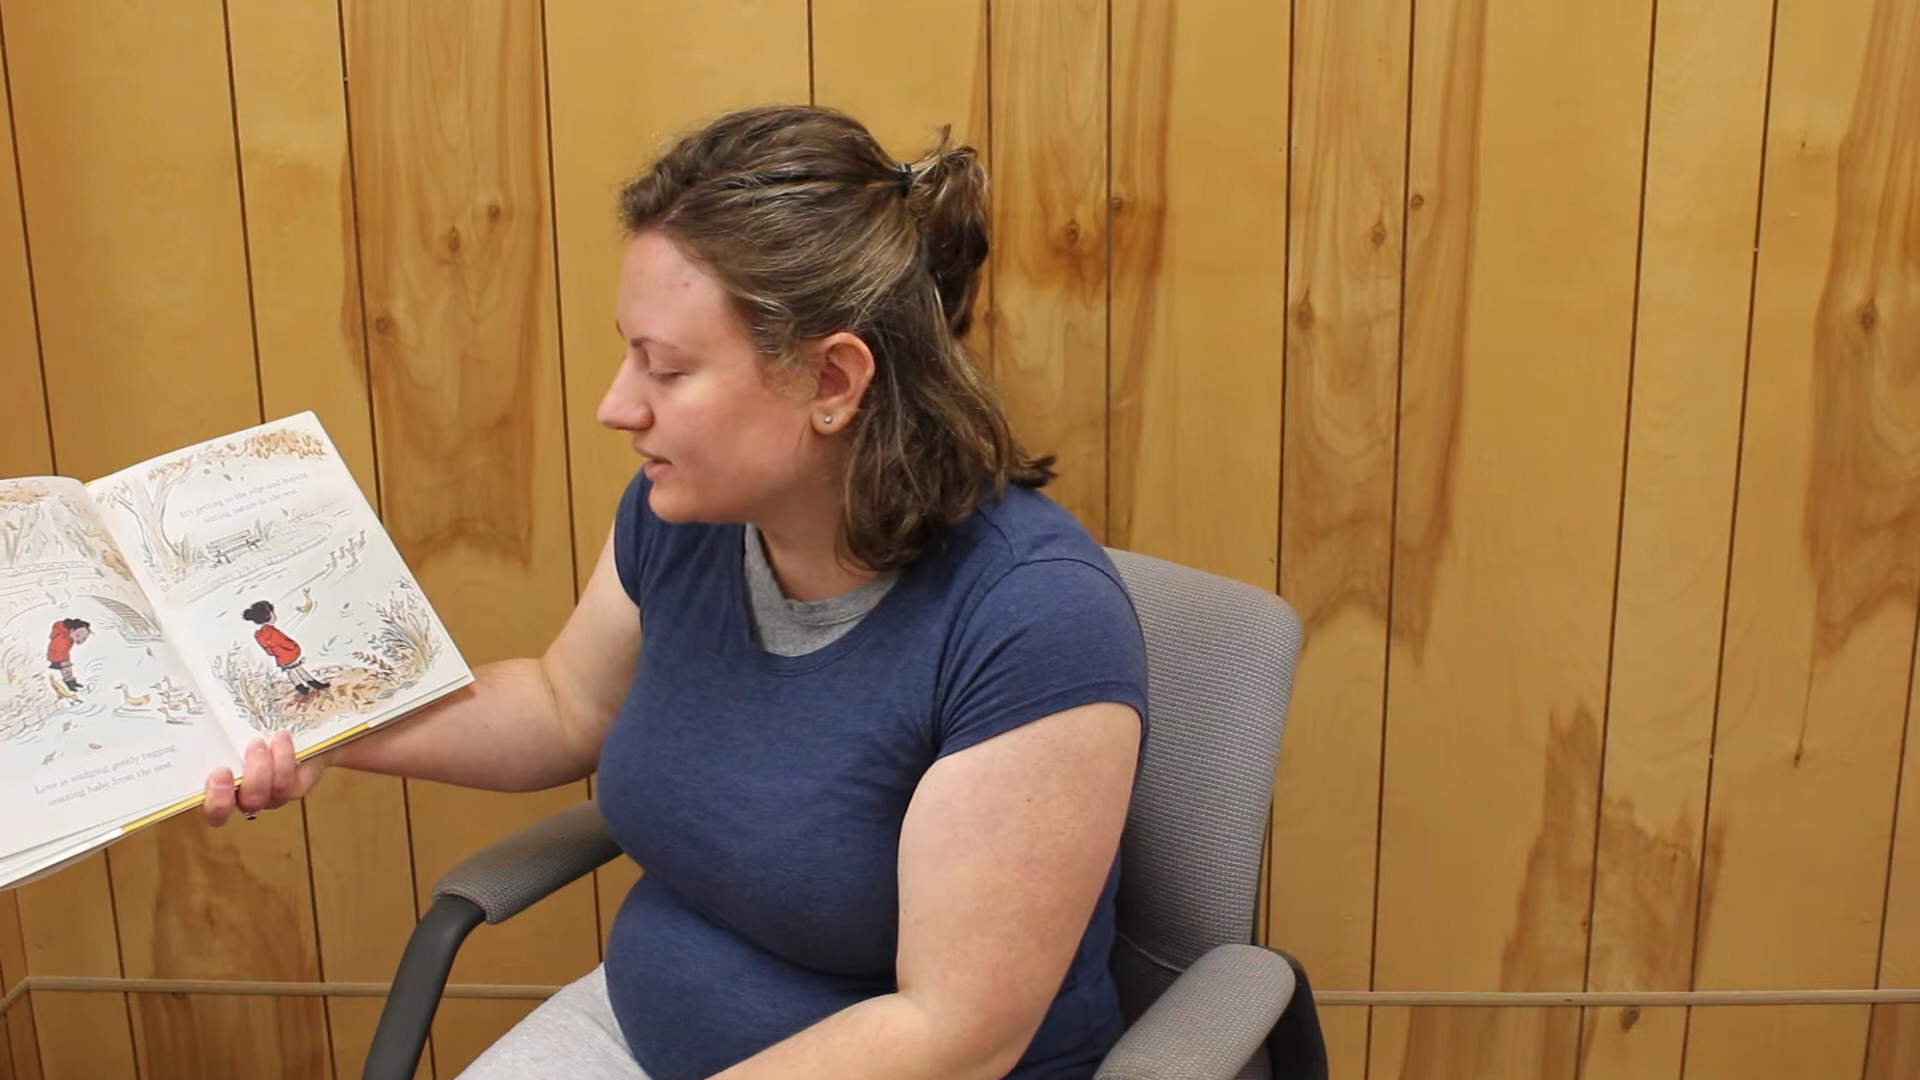 Love is nudging, gently tugging,
coaxing baby from the nest.
It's getting to the edge and hoping,
letting nature do the rest.